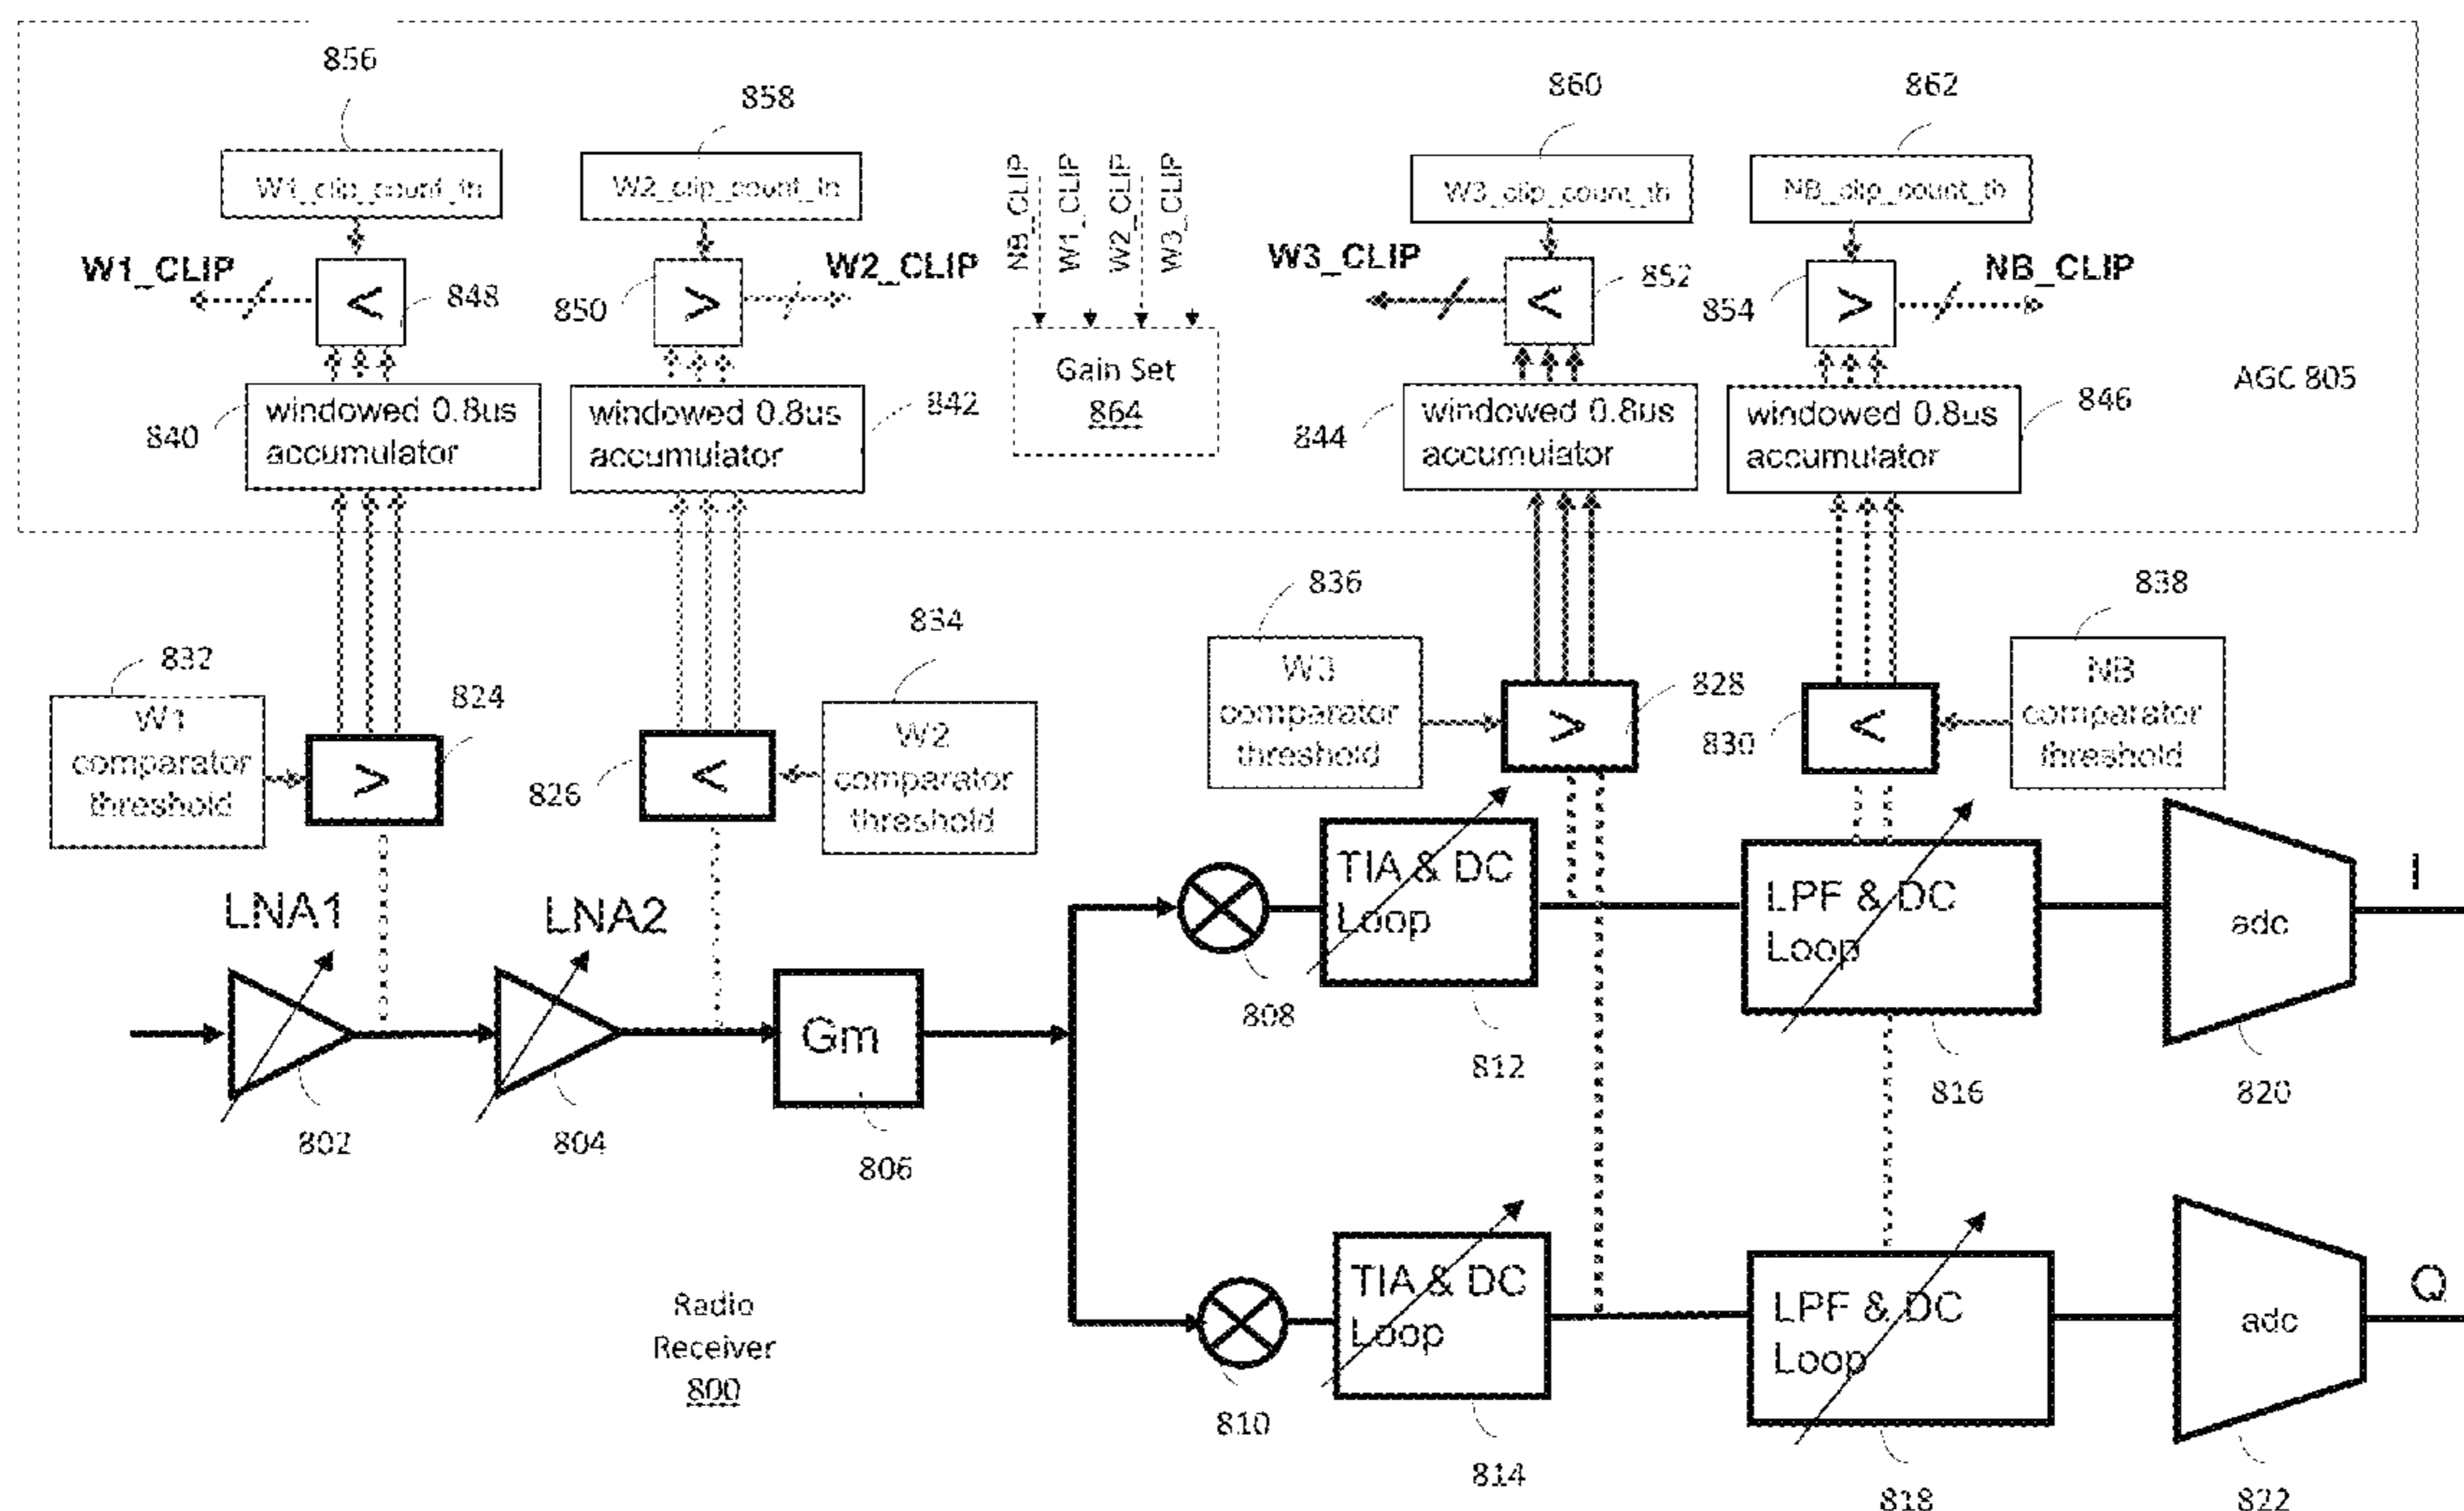 856
858
860
862
W1_clip_count_th
W2_clip_count_th
NB_CLIP
W1_CLIP
W2_CLIP
W3_CLIP
W3_clip_count_th
NB_clip_count_th
W1_CLIP
<
848
850
>
W2_CLIP
W3_CLIP
<
852
854
>
NB_CLIP
Gain Set
864
AGC 805
840
windowed 0.8us
accumulator
windowed 0.8us
accumulator
842
844
windowed 0.8us
accumulator
windowed 0.8us
accumulator
846
832
W1
comparator
threshold
>
824
826
<
834
W2
comparator
threshold
836
W3
comparator
threshold
>
828
830
<
838
NB
comparator
threshold
LNA1
802
LNA2
804
Gm
806
808
TIA & DC
Loop
812
LPF & DC
Loop
816
adc
820
I
Radio
Receiver
800
810
TIA & DC
Loop
814
LPF & DC
Loop
818
adc
822
Q